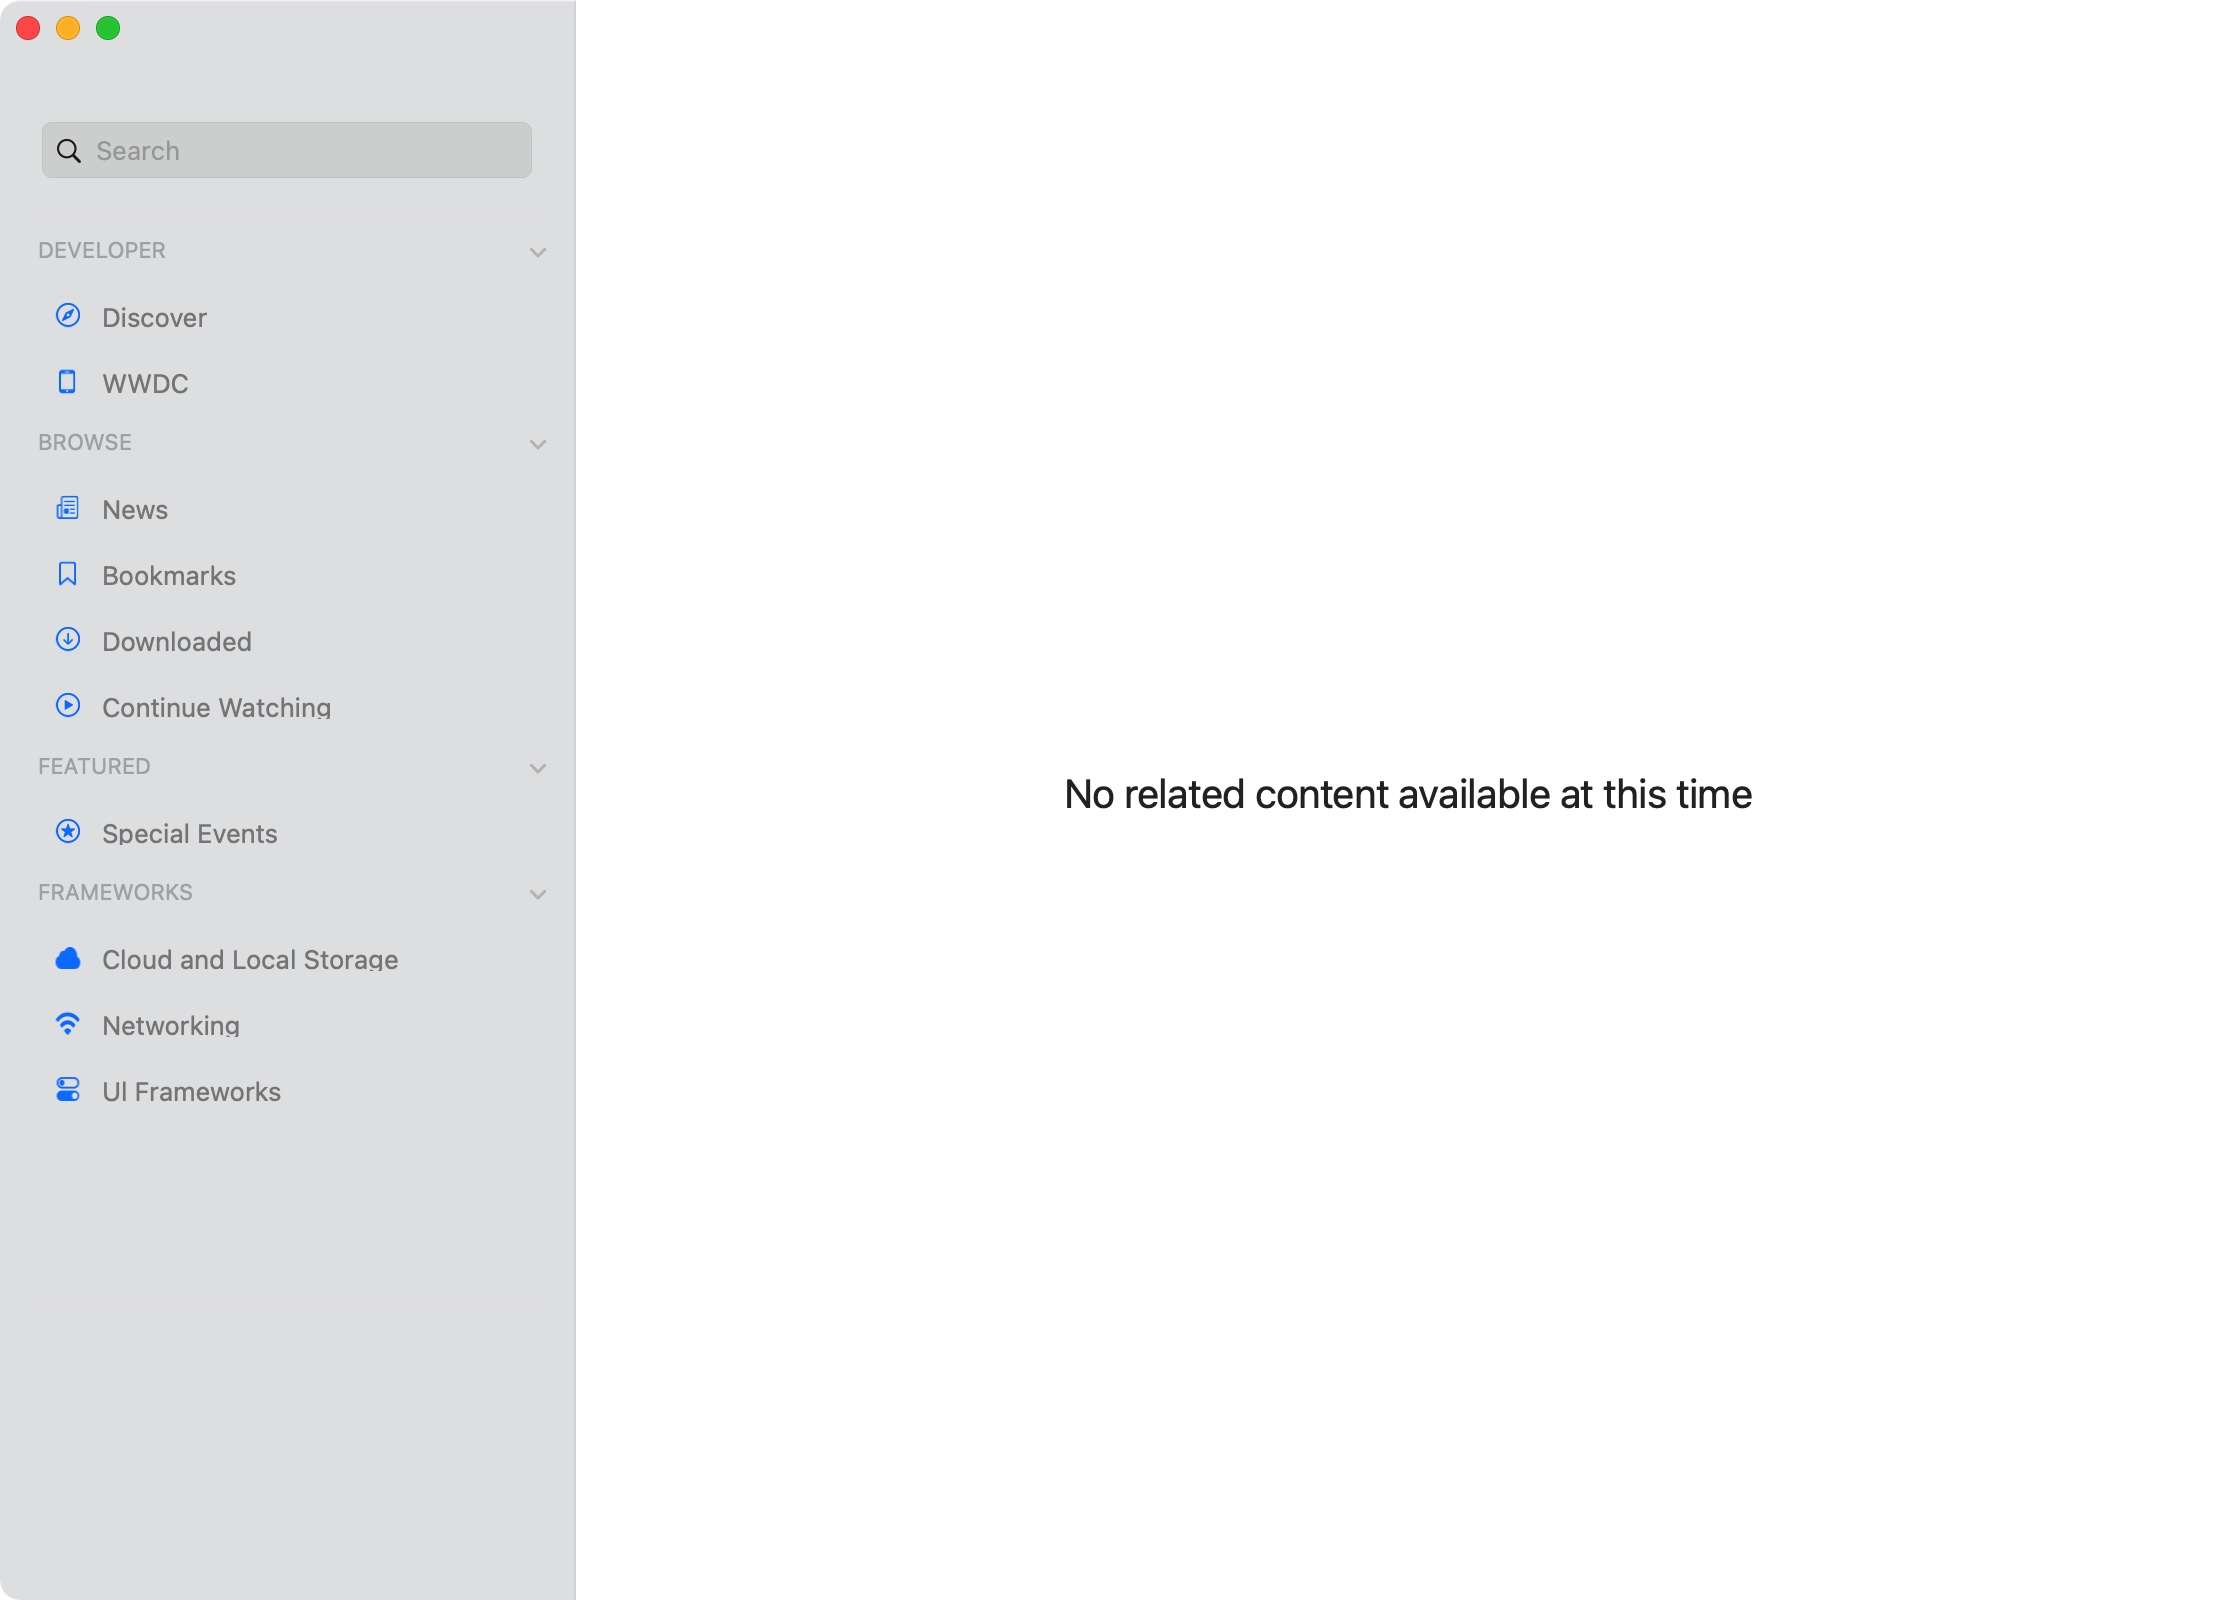 Search
DEVELOPER
Discover
WWDC
BROWSE
News
Bookmarks
Downloaded
Continue Watching
FEATURED
Special Events
FRAMEWORKS
Cloud and Local Storage
Networking
UI Frameworks
No related content available at this time